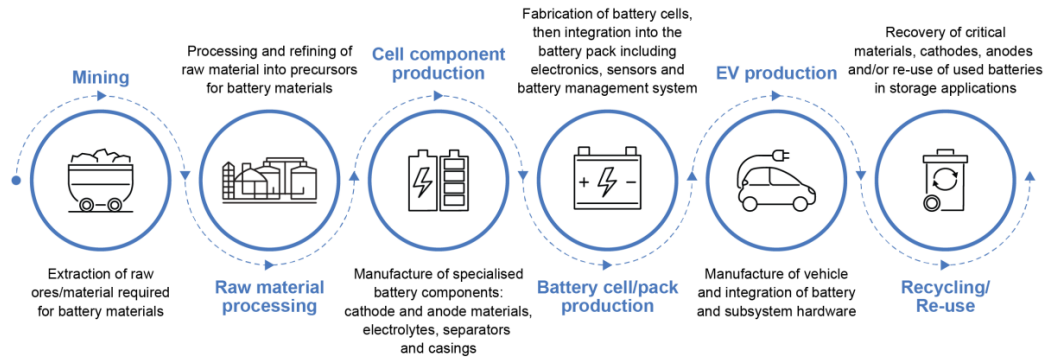 Mining
Extraction of raw
ores/material required
for battery materials
Processing and refining of
raw material into precursors
for battery materials
Raw material
processing
Cell component
production
Manufacture of specialised
battery components:
cathode and anode materials,
electrolytes, separators
and casings
Fabrication of battery cells,
then integration into the
battery pack including
electronics, sensors and
battery management system
+ -
Battery cell/pack
production
EV production
Manufacture of vehicle
and integration of battery
and subsystem hardware
Recovery of critical
materials, cathodes, anodes
and/or re-use of used batteries
in storage applications
Recycling/
Re-use